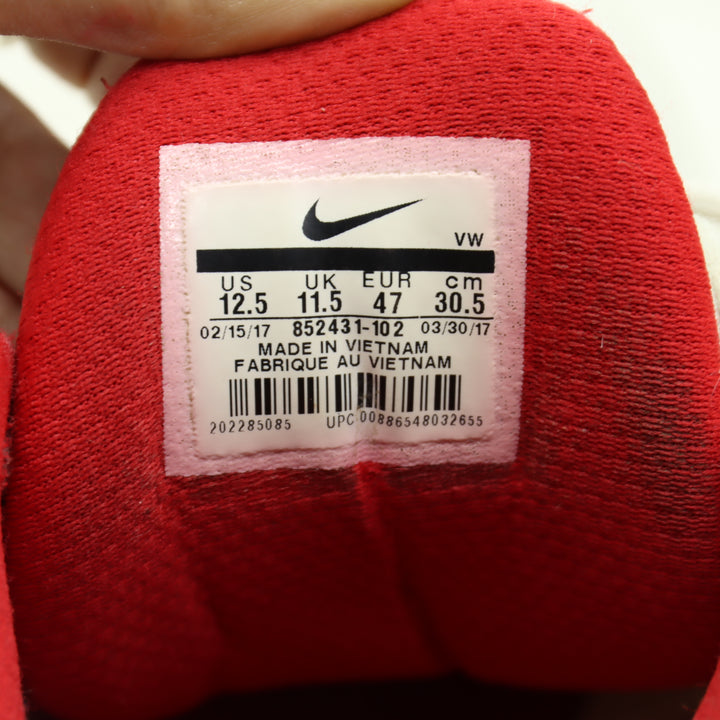 VW
US UK EUR cm
12.5 11.5 47 30.5
02/15/17 852431-102 03/30/17
MADE IN VIETNAM
FABRIQUE AU VIETNAM
202285085 UPC 00886548032655